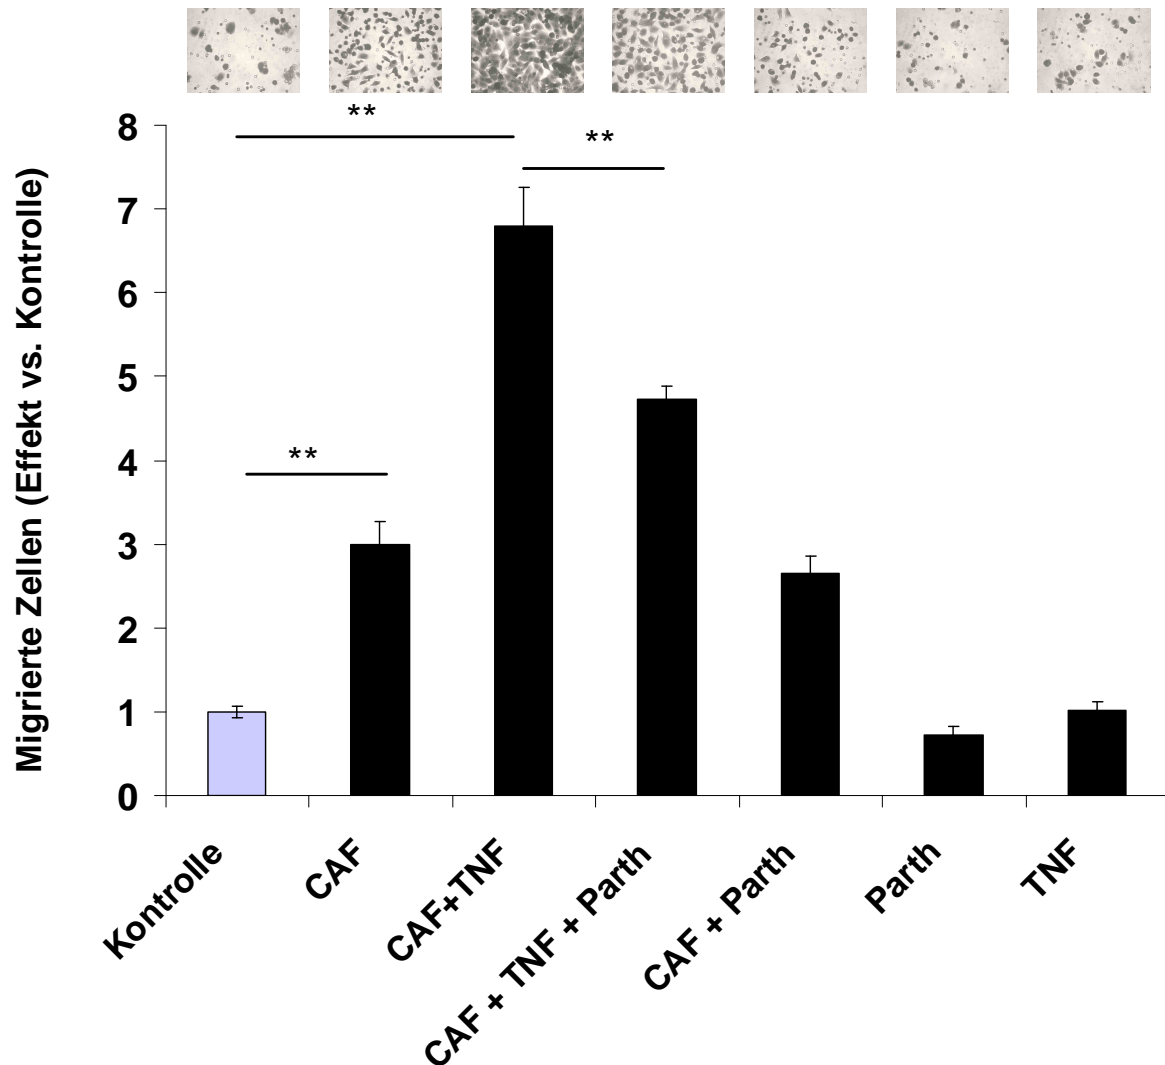 **
**
**
8
7
6
5
4
3
2
1
0
Migrierte Zellen (Effekt vs. Kontrolle)
Kontrolle
CAF
CAF+TNF
CAF + TNF + Parth
CAF + Parth
Parth
TNF